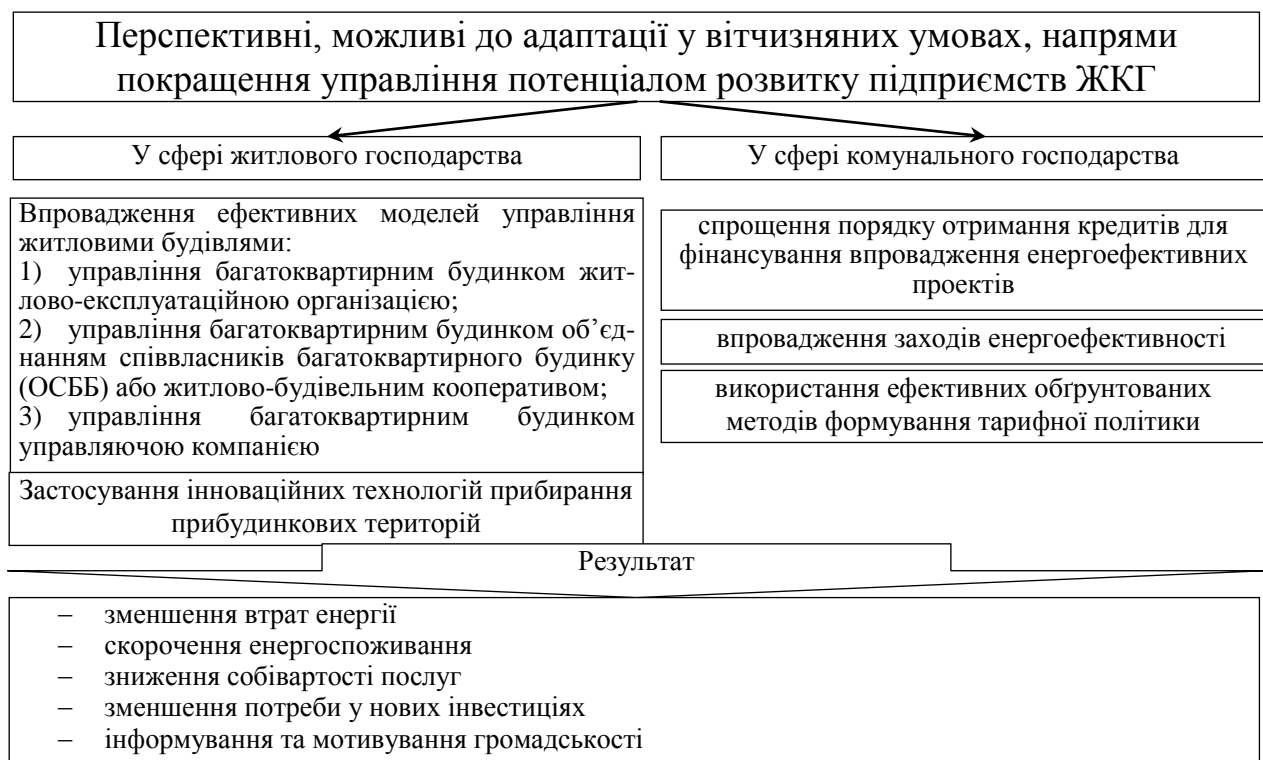 Перспективні, можливі до адаптації у вітчизняних умовах, напрями
покращення управління потенціалом розвитку підприємств ЖКГ
У сфері житлового господарства
У сфері комунального господарства
Впровадження ефективних моделей управління
житловими будівлями:
1) управління багатоквартирним будинком жит-
лово-експлуатаційною організацією;
2) управління багатоквартирним будинком об’єд-
нанням співвласників багатоквартирного будинку
(ОСББ) або житлово-будівельним кооперативом;
3) управління багатоквартирним будинком
управляючою компанією
Застосування інноваційних технологій прибирання
прибудинкових територій
спрощення порядку отримання кредитів для
фінансування впровадження енергоефективних
проектів
впровадження заходів енергоефективності
використання ефективних обґрунтованих
методів формування тарифної політики
Результат
– зменшення втрат енергії
– скорочення енергоспоживання
– зниження собівартості послуг
– зменшення потреби у нових інвестиціях
– інформування та мотивування громадськості